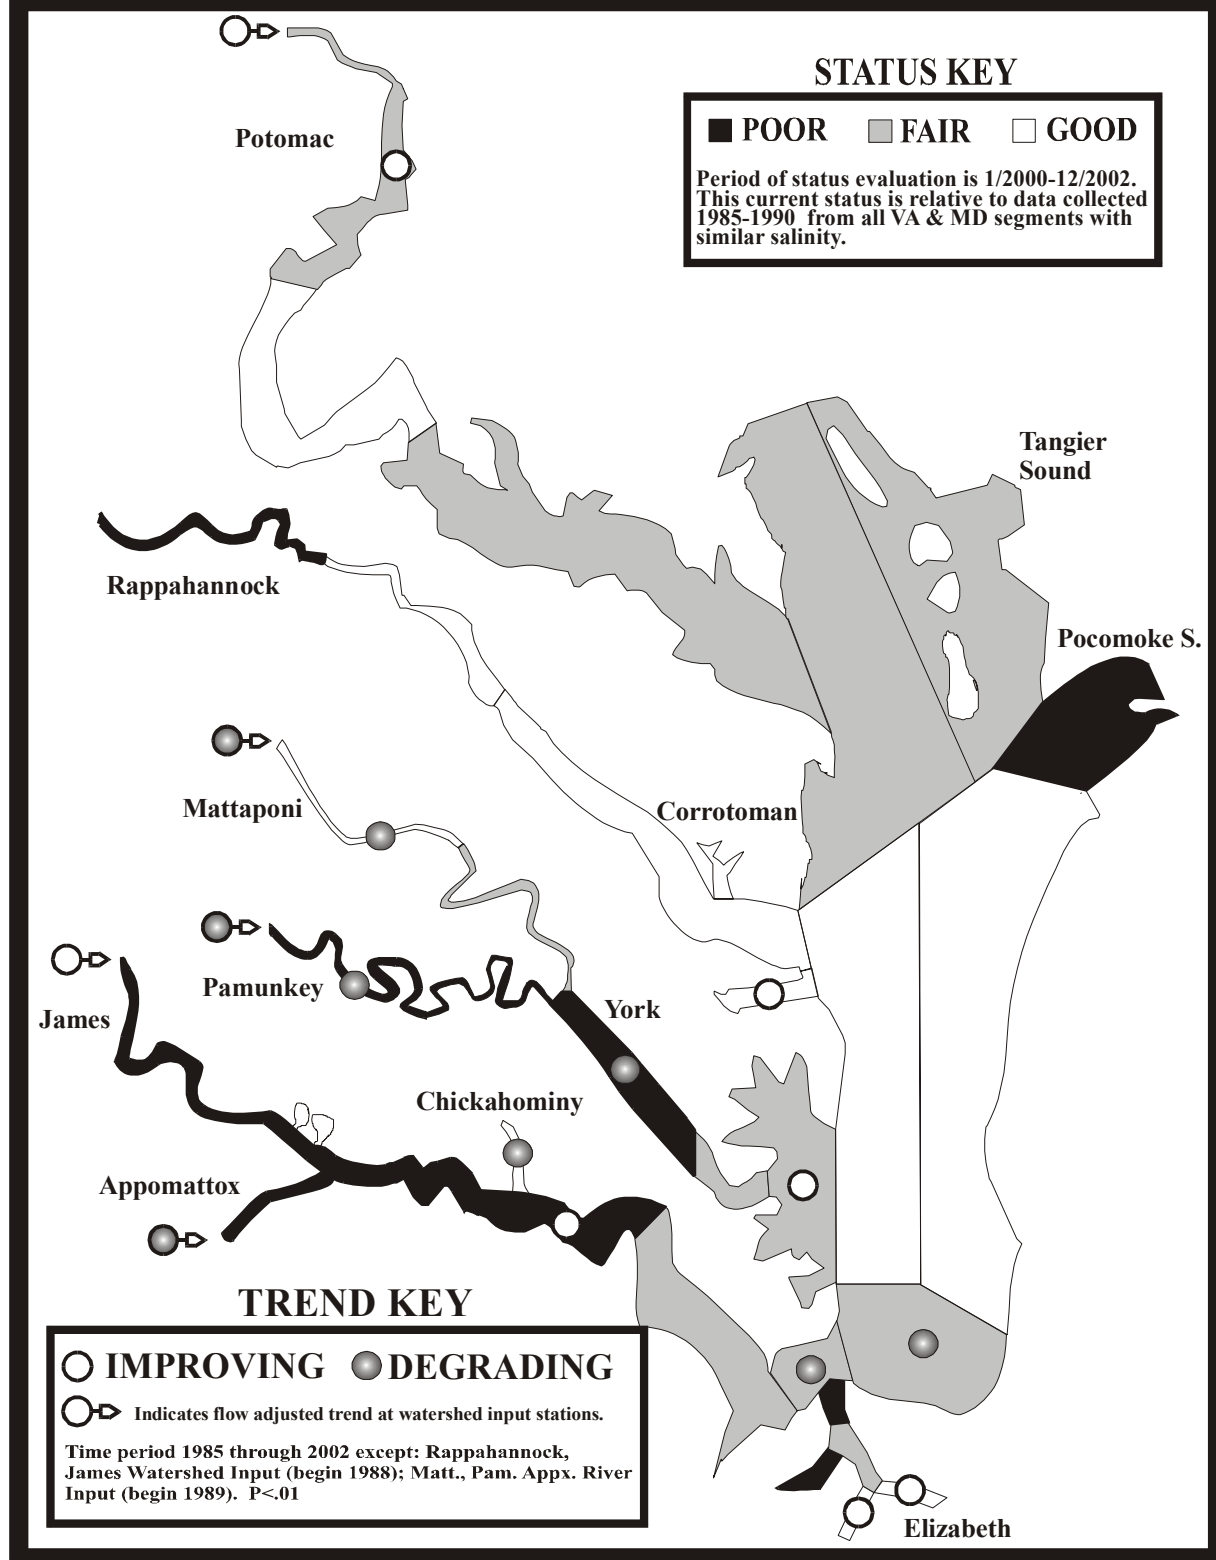 STATUS KEY
POOR FAIR GOOD
Period of status evaluation is 1/2000-12/2002.
This current status is relative to data collected
1985-1990 from all VA & MD segments with
similar salinity.
Potomac
Tangier
Sound
Rappahannock
Pocomoke S.
Mattaponi
Corrotoman
Pamunkey
York
James
Chickahominy
Appomattox
TREND KEY
IMPROVING DEGRADING
Indicates flow adjusted trend at watershed input stations.
Time period 1985 through 2002 except: Rappahannock,
James Watershed Input (begin 1988); Matt., Pam. Appx. River
Input (begin 1989). P<.01
Elizabeth